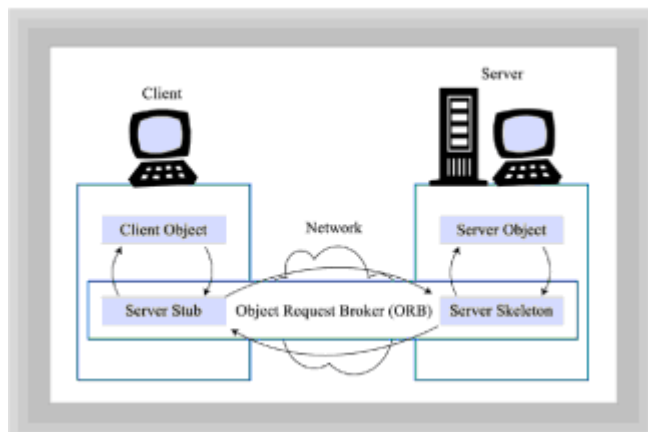 Server
Client
Network
Client Object
Server Object
Server Stub
Object Request Broker (ORB)
Server Skeleton